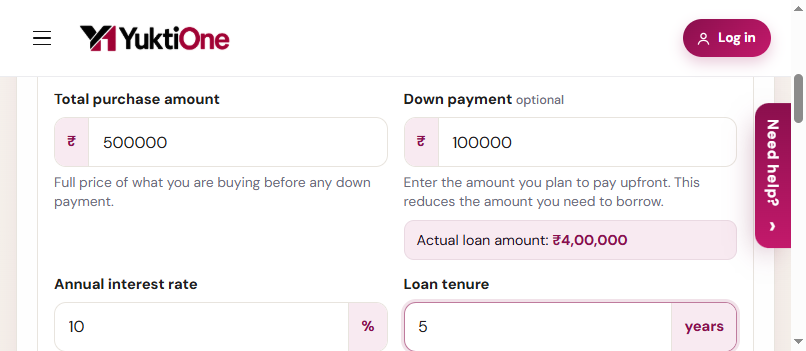 YuktiOne
Log in
Total purchase amount
₹ 500000
Full price of what you are buying before any down
payment.
Down payment optional
₹ 100000
Enter the amount you plan to pay upfront. This
reduces the amount you need to borrow.
Actual loan amount: ₹4,00,000
Annual interest rate
10 %
Loan tenure
5 years
Need help? ›